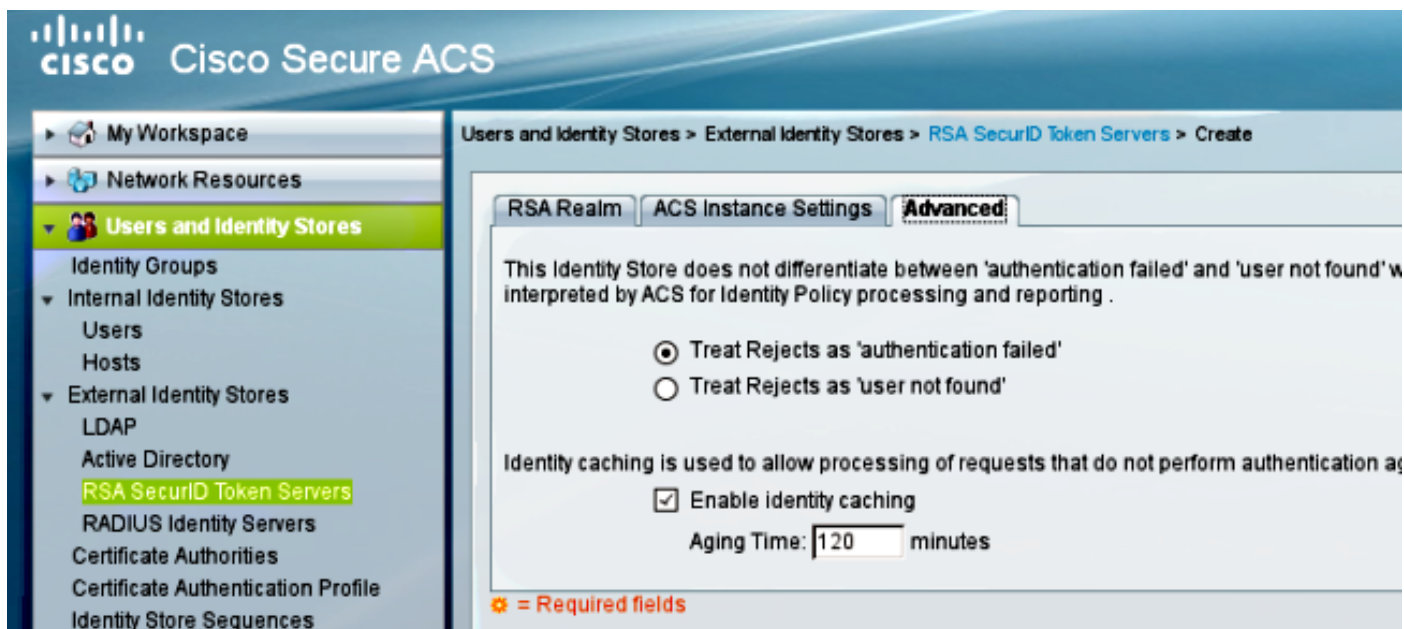 CISCO Cisco Secure ACS
My Workspace
Network Resources
Users and Identity Stores
Identity Groups
Internal Identity Stores
Users
Hosts
External Identity Stores
LDAP
Active Directory
RSA SecurID Token Servers
RADIUS Identity Servers
Certificate Authorities
Certificate Authentication Profile
Identity Store Sequences
Users and Identity Stores > External Identity Stores > RSA SecurID Token Servers > Create
RSA Realm ACS Instance Settings Advanced
This Identity Store does not differentiate between 'authentication failed' and 'user not found'
interpreted by ACS for Identity Policy processing and reporting .
Treat Rejects as 'authentication failed'
Treat Rejects as 'user not found'
Identity caching is used to allow processing of requests that do not perform authentication
Enable identity caching
Aging Time: 120 minutes
= Required fields